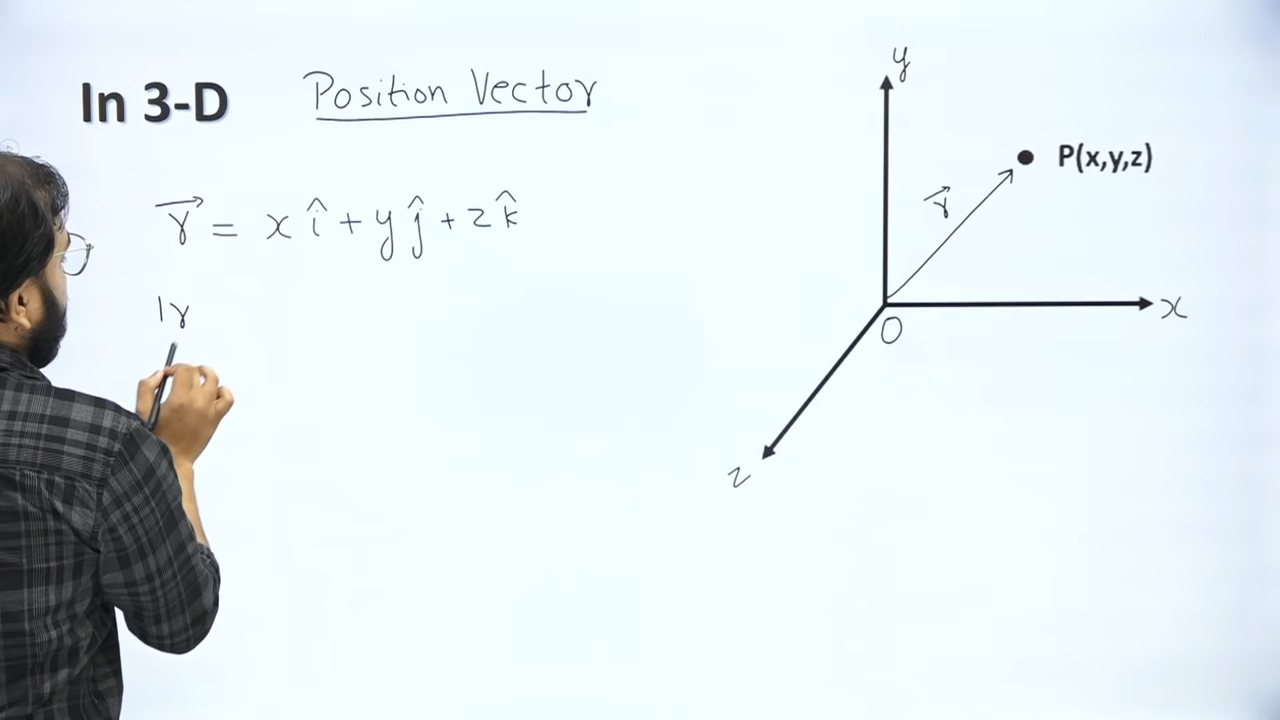 In 3-D Position Vector
r⃗ = x î + y ĵ + z k̂
|r
y
P(x,y,z)
r⃗
x
O
z